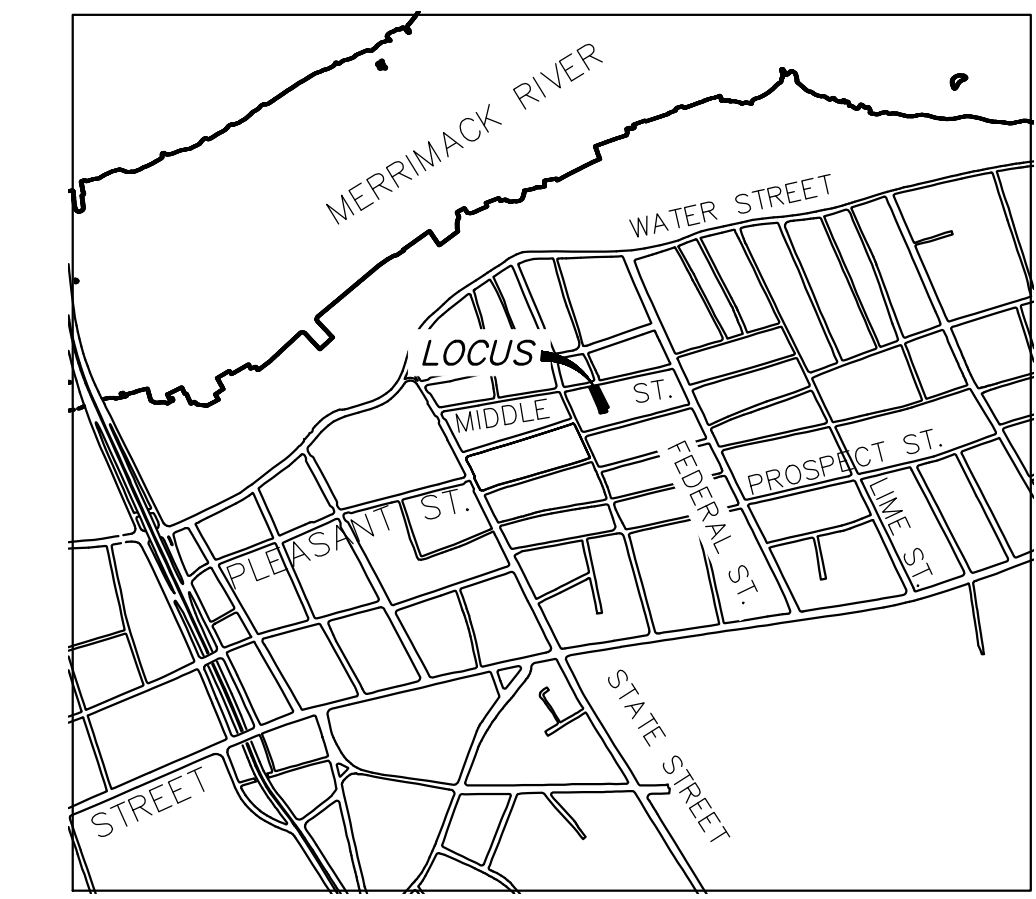 MERRIMACK RIVER
WATER STREET
LOCUS
MIDDLE ST.
PROSPECT ST.
FEDERAL ST.
LIME ST.
PLEASANT ST.
STATE STREET
STREET